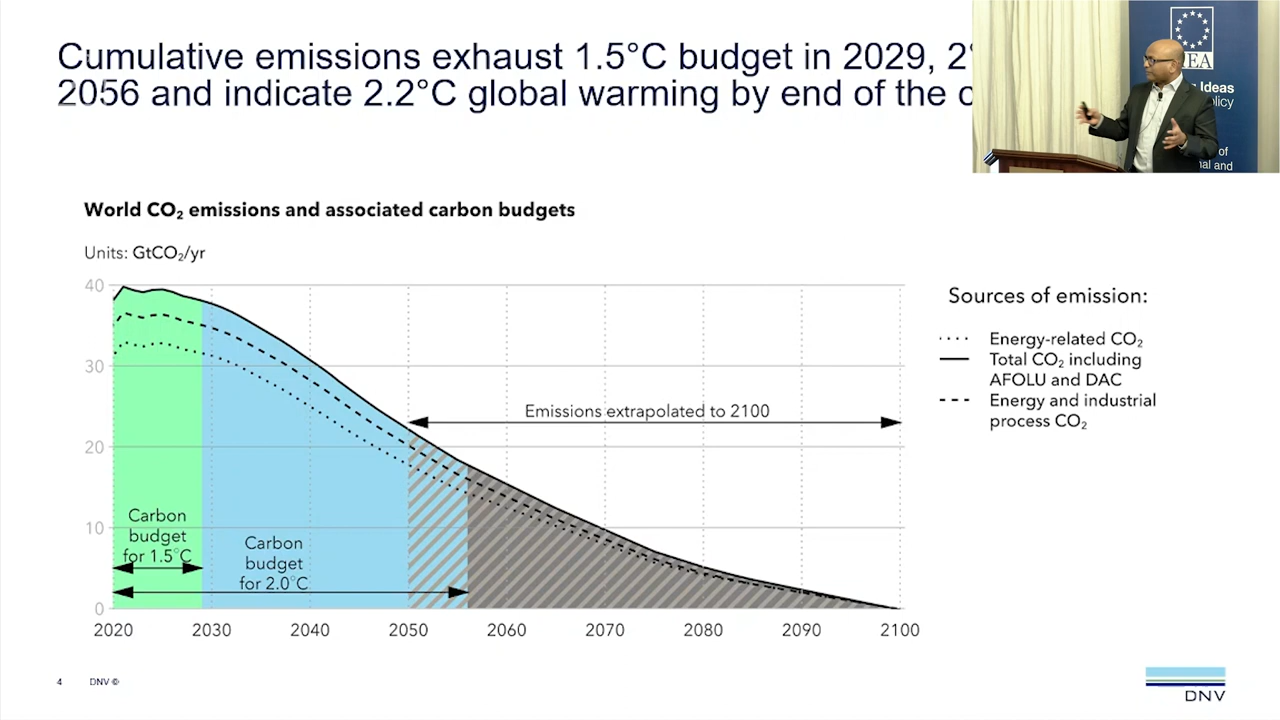 Cumulative emissions exhaust 1.5°C budget in 2029, 2°
2056 and indicate 2.2°C global warming by end of the
Ideas
of
World CO₂ emissions and associated carbon budgets
Units: GtCO₂/yr
40
30
20
10
0
Emissions extrapolated to 2100
Carbon
budget
for 1.5°C
Carbon
budget
for 2.0°C
2020 2030 2040 2050 2060 2070 2080 2090 2100
Sources of emission:
Energy-related CO₂
Total CO₂ including
AFOLU and DAC
Energy and industrial
process CO₂
4 DNV ©
DNV